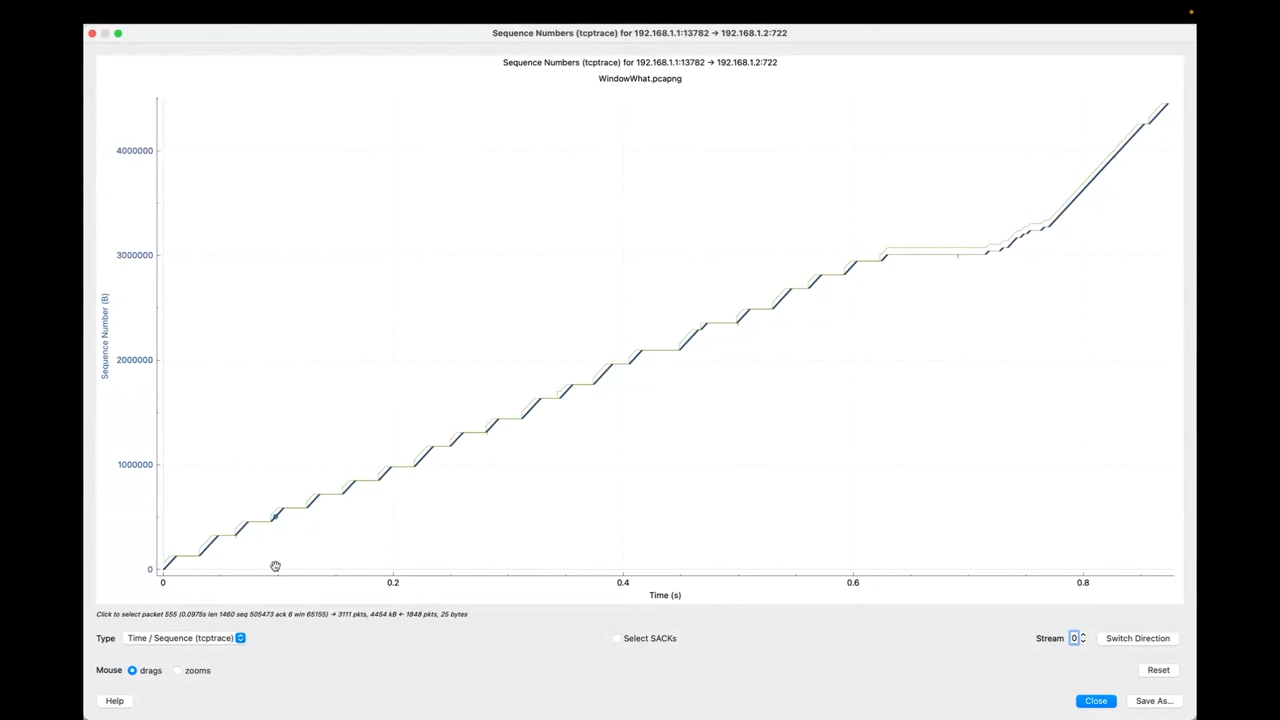 Sequence Numbers (tcptrace) for 192.168.1.1:13782 → 192.168.1.2:722
Sequence Numbers (tcptrace) for 192.168.1.1:13782 → 192.168.1.2:722
WindowWhat.pcapng
4000000
3000000
2000000
1000000
0
Sequence Number (B)
0 0.2 0.4 0.6 0.8
Time (s)
Click to select packet 555 (0.0975s len 1460 seq 505473 ack 6 win 65155) → 3111 pkts, 4454 kB ← 1848 pkts, 25 bytes
Type Time / Sequence (tcptrace) Select SACKs Stream 0 Switch Direction
Mouse drags zooms Reset
Help Close Save As...